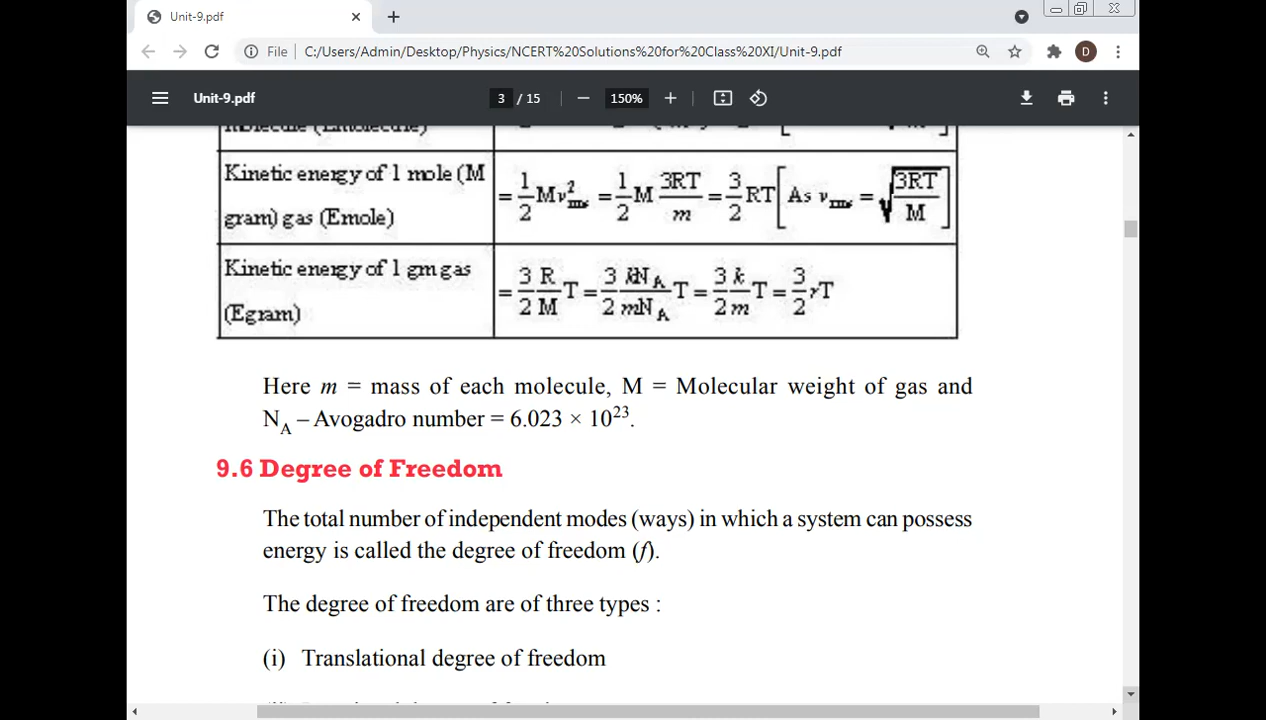 Unit-9.pdf
File C:/Users/Admin/Desktop/Physics/NCERT%20Solutions%20for%20Class%20XI/Unit-9.pdf
D
Unit-9.pdf 3 / 15 150%
molecule (Emolecule)
Kinetic energy of 1 mole (M gram) gas (Emole) = 1/2 Mv²rms = 1/2 M 3RT/m = 3/2 RT [As vrms = √(3RT/M)]
Kinetic energy of 1 gm gas (Egram) = 3/2 R/M T = 3/2 kN_A/mN_A T = 3/2 k/m T = 3/2 rT
Here m = mass of each molecule, M = Molecular weight of gas and
N_A – Avogadro number = 6.023 × 10²³.
9.6 Degree of Freedom
The total number of independent modes (ways) in which a system can possess
energy is called the degree of freedom (f).
The degree of freedom are of three types :
(i) Translational degree of freedom